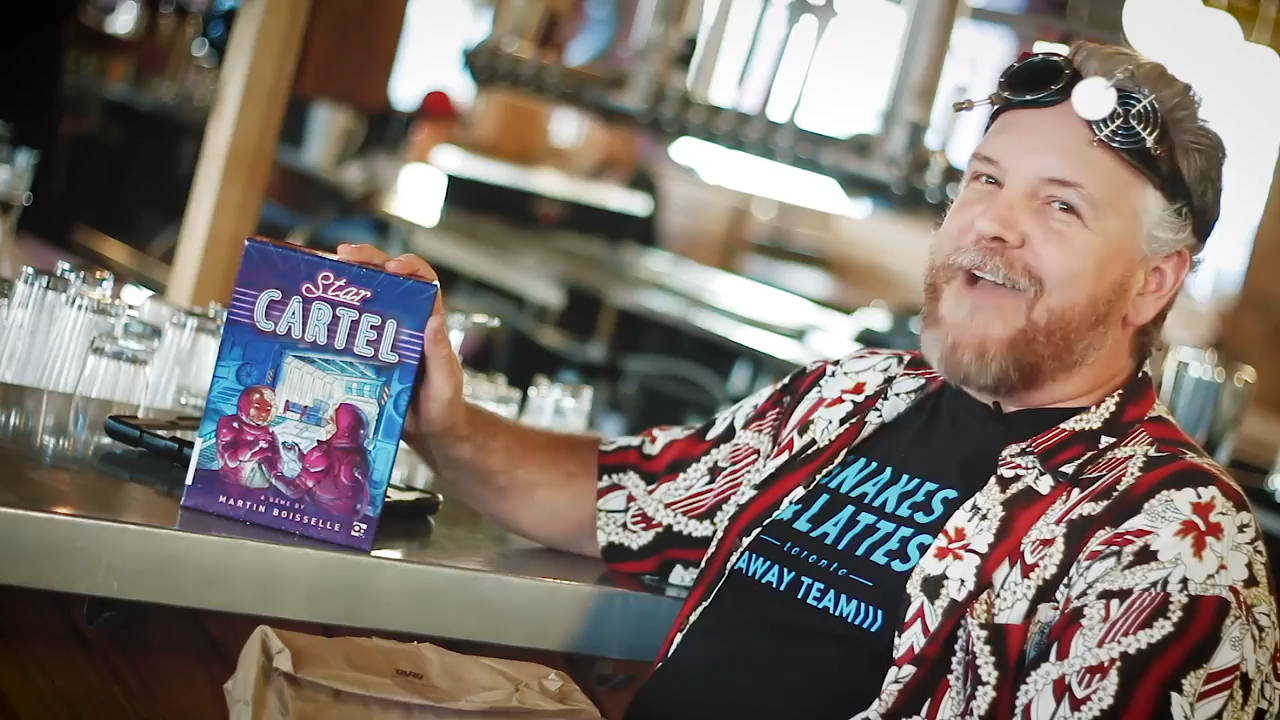 Star
CARTEL
A GAME BY
MARTIN BOISSELLE
SNAKES
& LATTES
toronto
AWAY TEAM)))